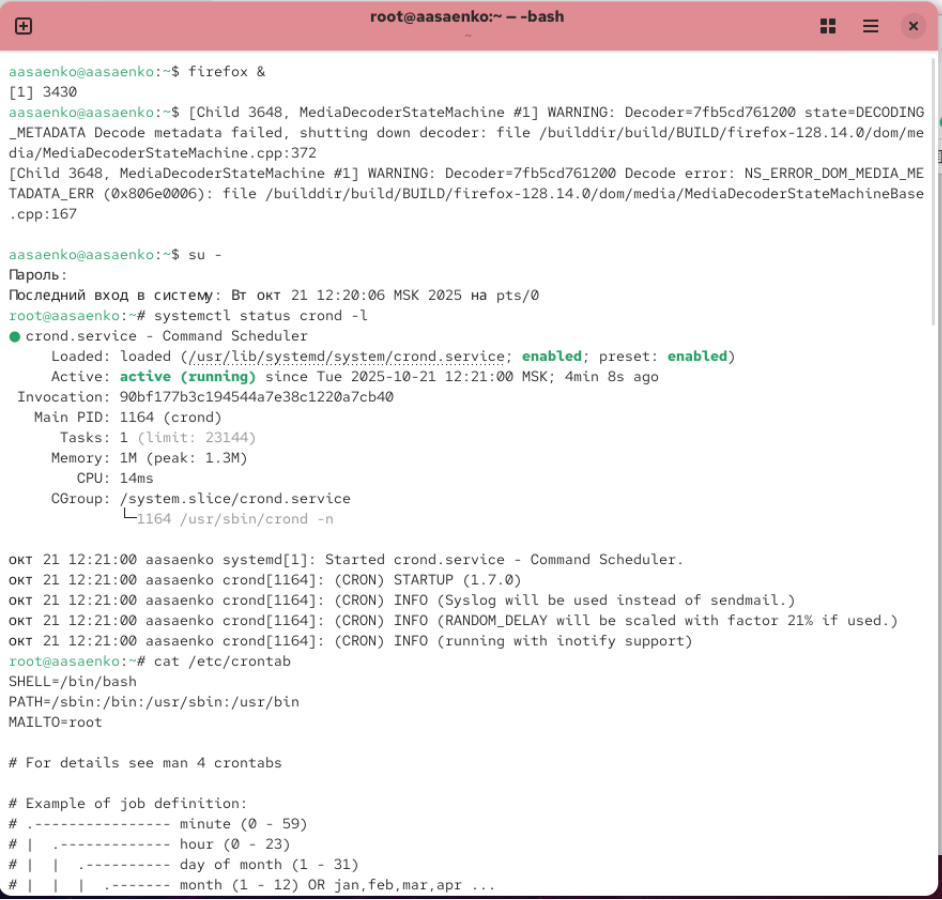 root@aasaenko:~ — -bash
~
aasaenko@aasaenko:~$ firefox &
[1] 3430
aasaenko@aasaenko:~$ [Child 3648, MediaDecoderStateMachine #1] WARNING: Decoder=7fb5cd761200 state=DECODING
_METADATA Decode metadata failed, shutting down decoder: file /builddir/build/BUILD/firefox-128.14.0/dom/me
dia/MediaDecoderStateMachine.cpp:372
[Child 3648, MediaDecoderStateMachine #1] WARNING: Decoder=7fb5cd761200 Decode error: NS_ERROR_DOM_MEDIA_ME
TADATA_ERR (0x806e0006): file /builddir/build/BUILD/firefox-128.14.0/dom/media/MediaDecoderStateMachineBase
.cpp:167
aasaenko@aasaenko:~$ su -
Пароль:
Последний вход в систему: Вт окт 21 12:20:06 MSK 2025 на pts/0
root@aasaenko:~# systemctl status crond -l
● crond.service - Command Scheduler
     Loaded: loaded (/usr/lib/systemd/system/crond.service; enabled; preset: enabled)
     Active: active (running) since Tue 2025-10-21 12:21:00 MSK; 4min 8s ago
 Invocation: 90bf177b3c194544a7e38c1220a7cb40
   Main PID: 1164 (crond)
      Tasks: 1 (limit: 23144)
     Memory: 1M (peak: 1.3M)
        CPU: 14ms
     CGroup: /system.slice/crond.service
             └─1164 /usr/sbin/crond -n
окт 21 12:21:00 aasaenko systemd[1]: Started crond.service - Command Scheduler.
окт 21 12:21:00 aasaenko crond[1164]: (CRON) STARTUP (1.7.0)
окт 21 12:21:00 aasaenko crond[1164]: (CRON) INFO (Syslog will be used instead of sendmail.)
окт 21 12:21:00 aasaenko crond[1164]: (CRON) INFO (RANDOM_DELAY will be scaled with factor 21% if used.)
окт 21 12:21:00 aasaenko crond[1164]: (CRON) INFO (running with inotify support)
root@aasaenko:~# cat /etc/crontab
SHELL=/bin/bash
PATH=/sbin:/bin:/usr/sbin:/usr/bin
MAILTO=root
# For details see man 4 crontabs
# Example of job definition:
# .---------------- minute (0 - 59)
# |  .------------- hour (0 - 23)
# |  |  .---------- day of month (1 - 31)
# |  |  |  .------- month (1 - 12) OR jan,feb,mar,apr ...